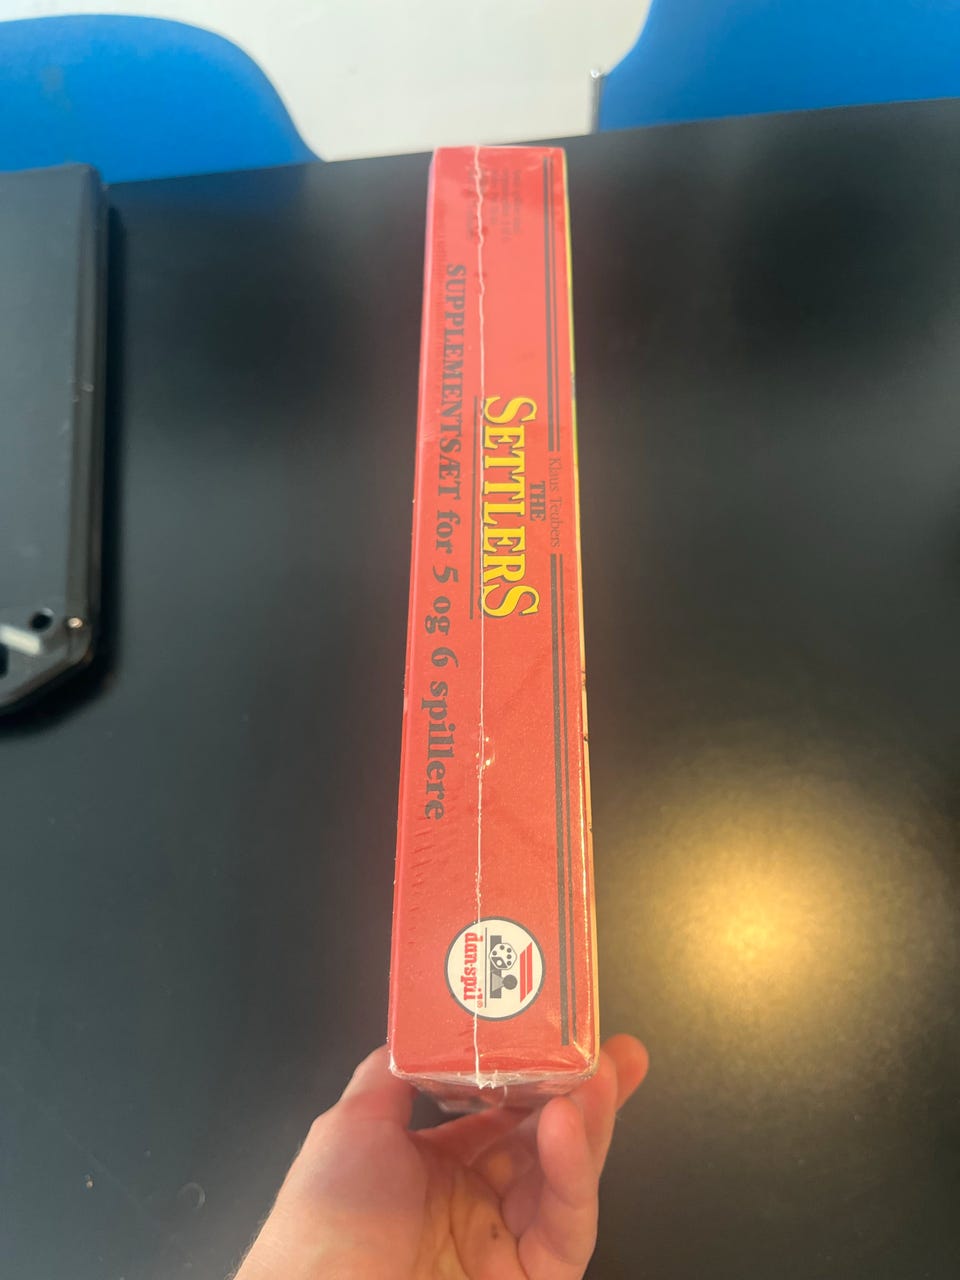 Klaus Teubers
THE
SETTLERS
SUPPLEMENTSÆT for 5 og 6 spillere
dan-spil®